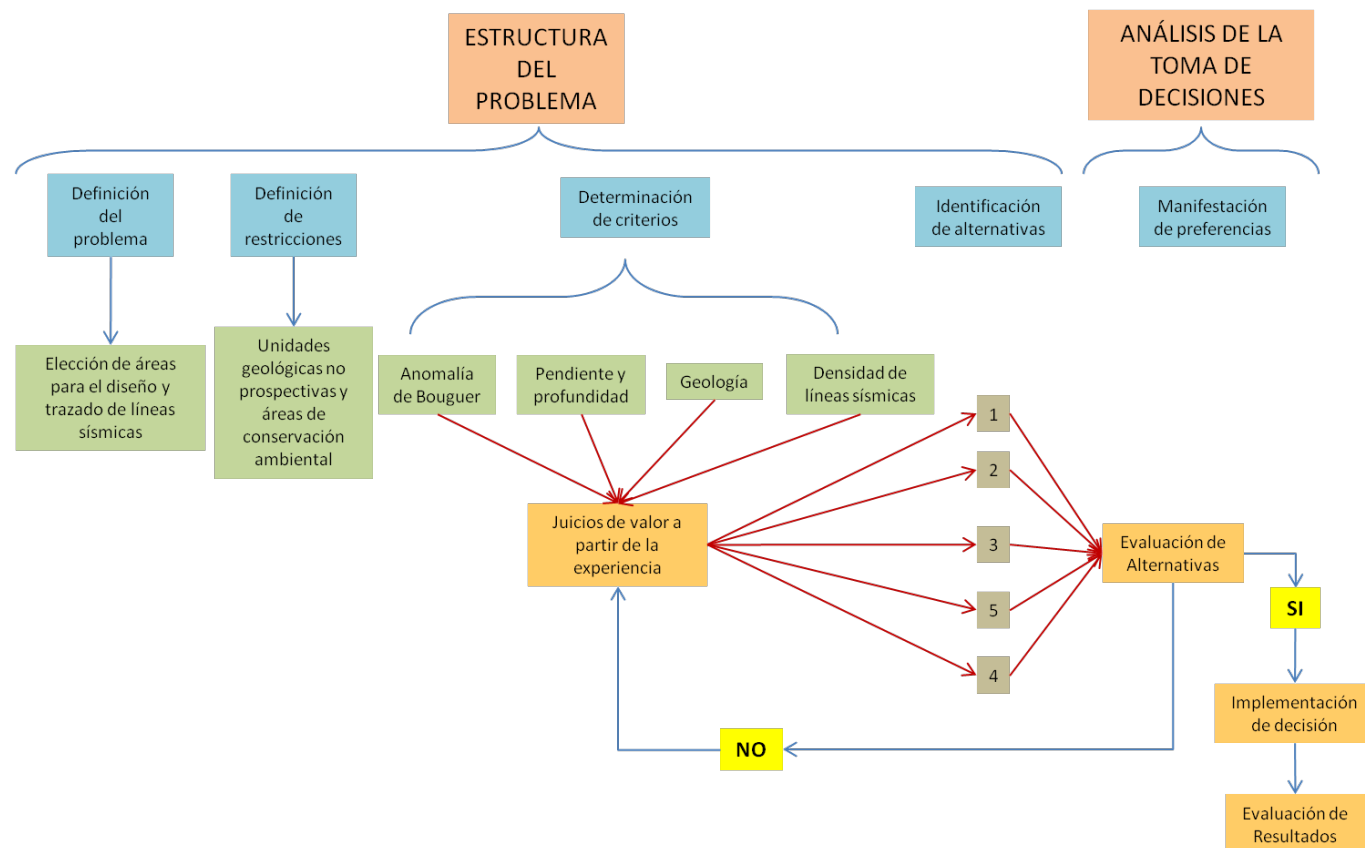 ESTRUCTURA
DEL
PROBLEMA
ANÁLISIS DE LA
TOMA DE
DECISIONES
Definición
del
problema
Definición
de
restricciones
Determinación
de criterios
Identificación
de alternativas
Manifestación
de preferencias
Elección de áreas
para el diseño y
trazado de líneas
sísmicas
Unidades
geológicas no
prospectivas y
áreas de
conservación
ambiental
Anomalía
de Bouguer
Pendiente y
profundidad
Geología
Densidad de
líneas sísmicas
Juicios de valor a
partir de la
experiencia
1
2
3
5
4
Evaluación de
Alternativas
SI
NO
Implementación
de decisión
Evaluación de
Resultados